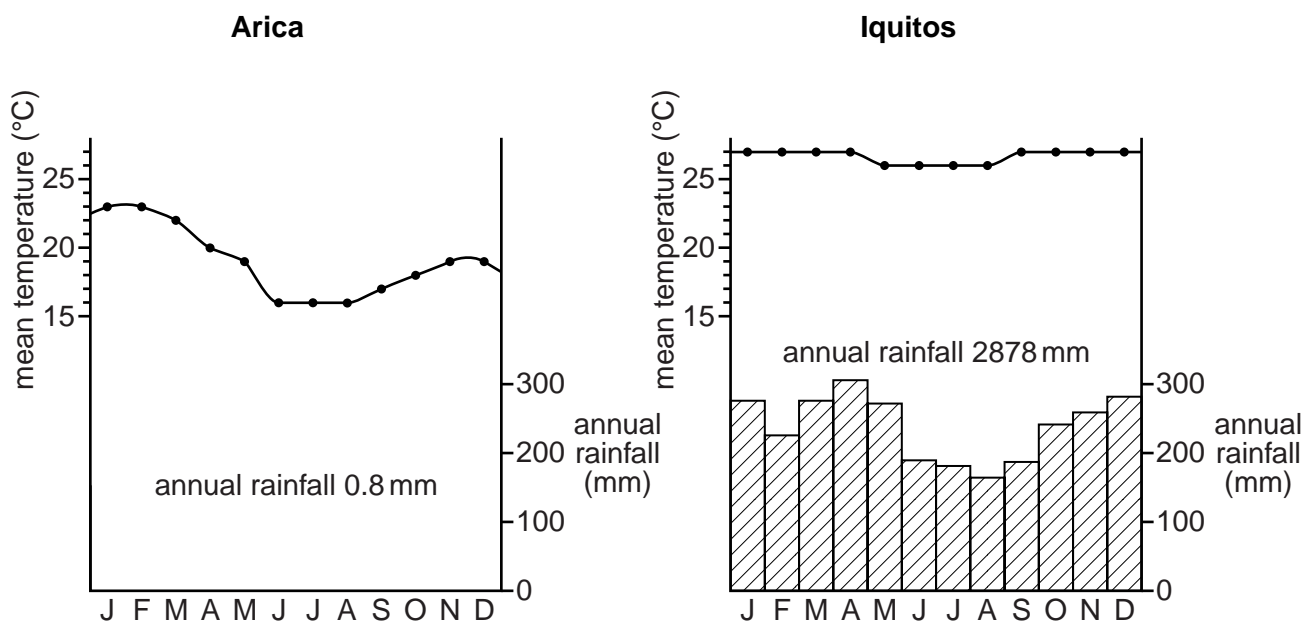 Arica
mean temperature (°C)
25
20
15
300
200
100
0
annual
rainfall
(mm)
annual rainfall 0.8 mm
J F M A M J J A S O N D
Iquitos
mean temperature (°C)
25
20
15
annual rainfall 2878 mm
300
200
100
0
annual
rainfall
(mm)
J F M A M J J A S O N D